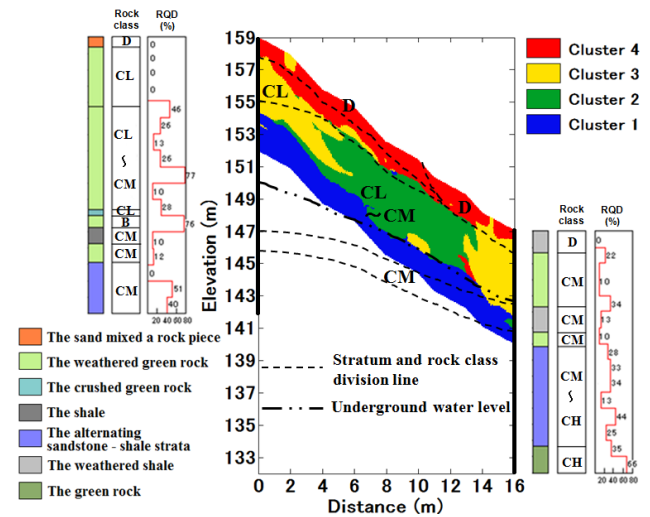 Rock
class
RQD
(%)
D
CL
CL
~
CM
CL
B
CM
CM
CM
0
0
0
0
46
26
13
26
77
10
28
76
10
12
0
51
40
20 40 60 80
The sand mixed a rock piece
The weathered green rock
The crushed green rock
The shale
The alternating
sandstone - shale strata
The weathered shale
The green rock
Elevation (m)
159
157
155
153
151
149
147
145
143
141
139
137
135
133
0 2 4 6 8 10 12 14 16
Distance (m)
CL
D
CL
~CM
D
CM
Stratum and rock class
division line
Underground water level
Cluster 4
Cluster 3
Cluster 2
Cluster 1
Rock
class
RQD
(%)
D
CM
CM
CM
CM
~
CH
CH
0
22
10
34
13
10
28
33
34
13
44
25
35
66
20 40 60 80